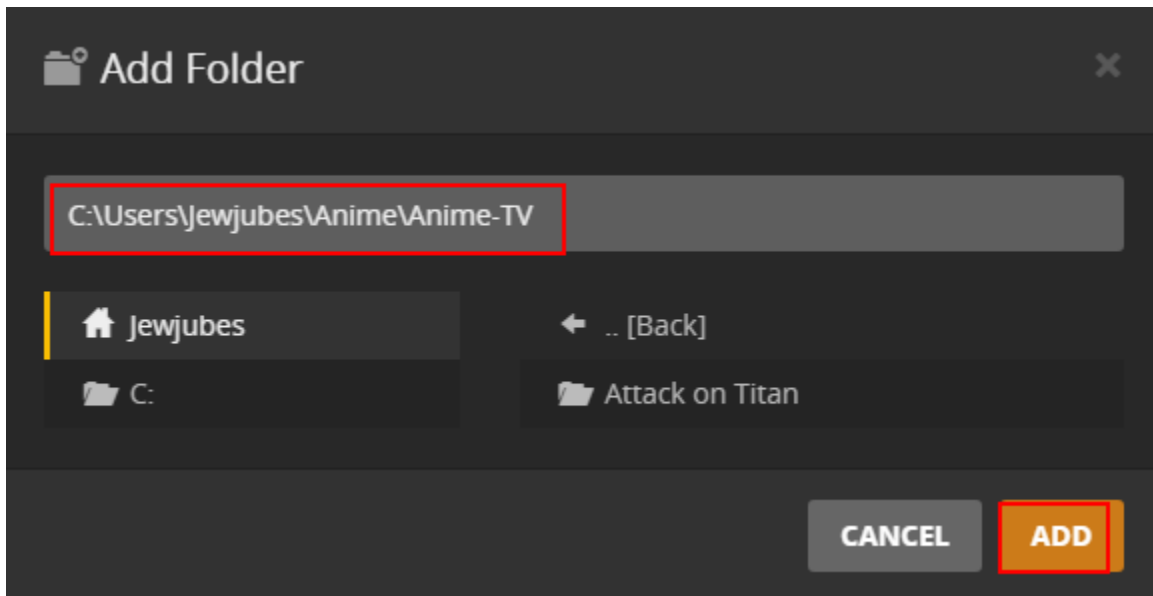 Add Folder
C:\Users\Jewjubes\Anime\Anime-TV
Jewjubes
.. [Back]
C:
Attack on Titan
CANCEL
ADD